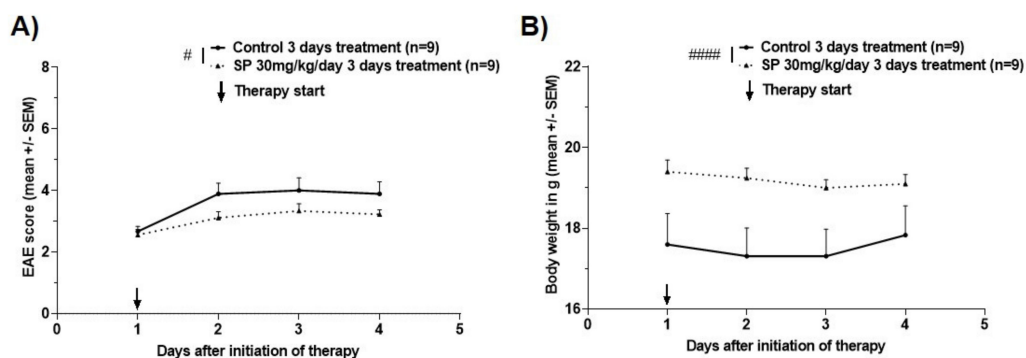 A)
#
Control 3 days treatment (n=9)
SP 30mg/kg/day 3 days treatment (n=9)
Therapy start
8
6
4
2
0
EAE score (mean +/- SEM)
0 1 2 3 4 5
Days after initiation of therapy
B)
####
Control 3 days treatment (n=9)
SP 30mg/kg/day 3 days treatment (n=9)
Therapy start
22
20
18
16
Body weight in g (mean +/- SEM)
0 1 2 3 4 5
Days after initiation of therapy